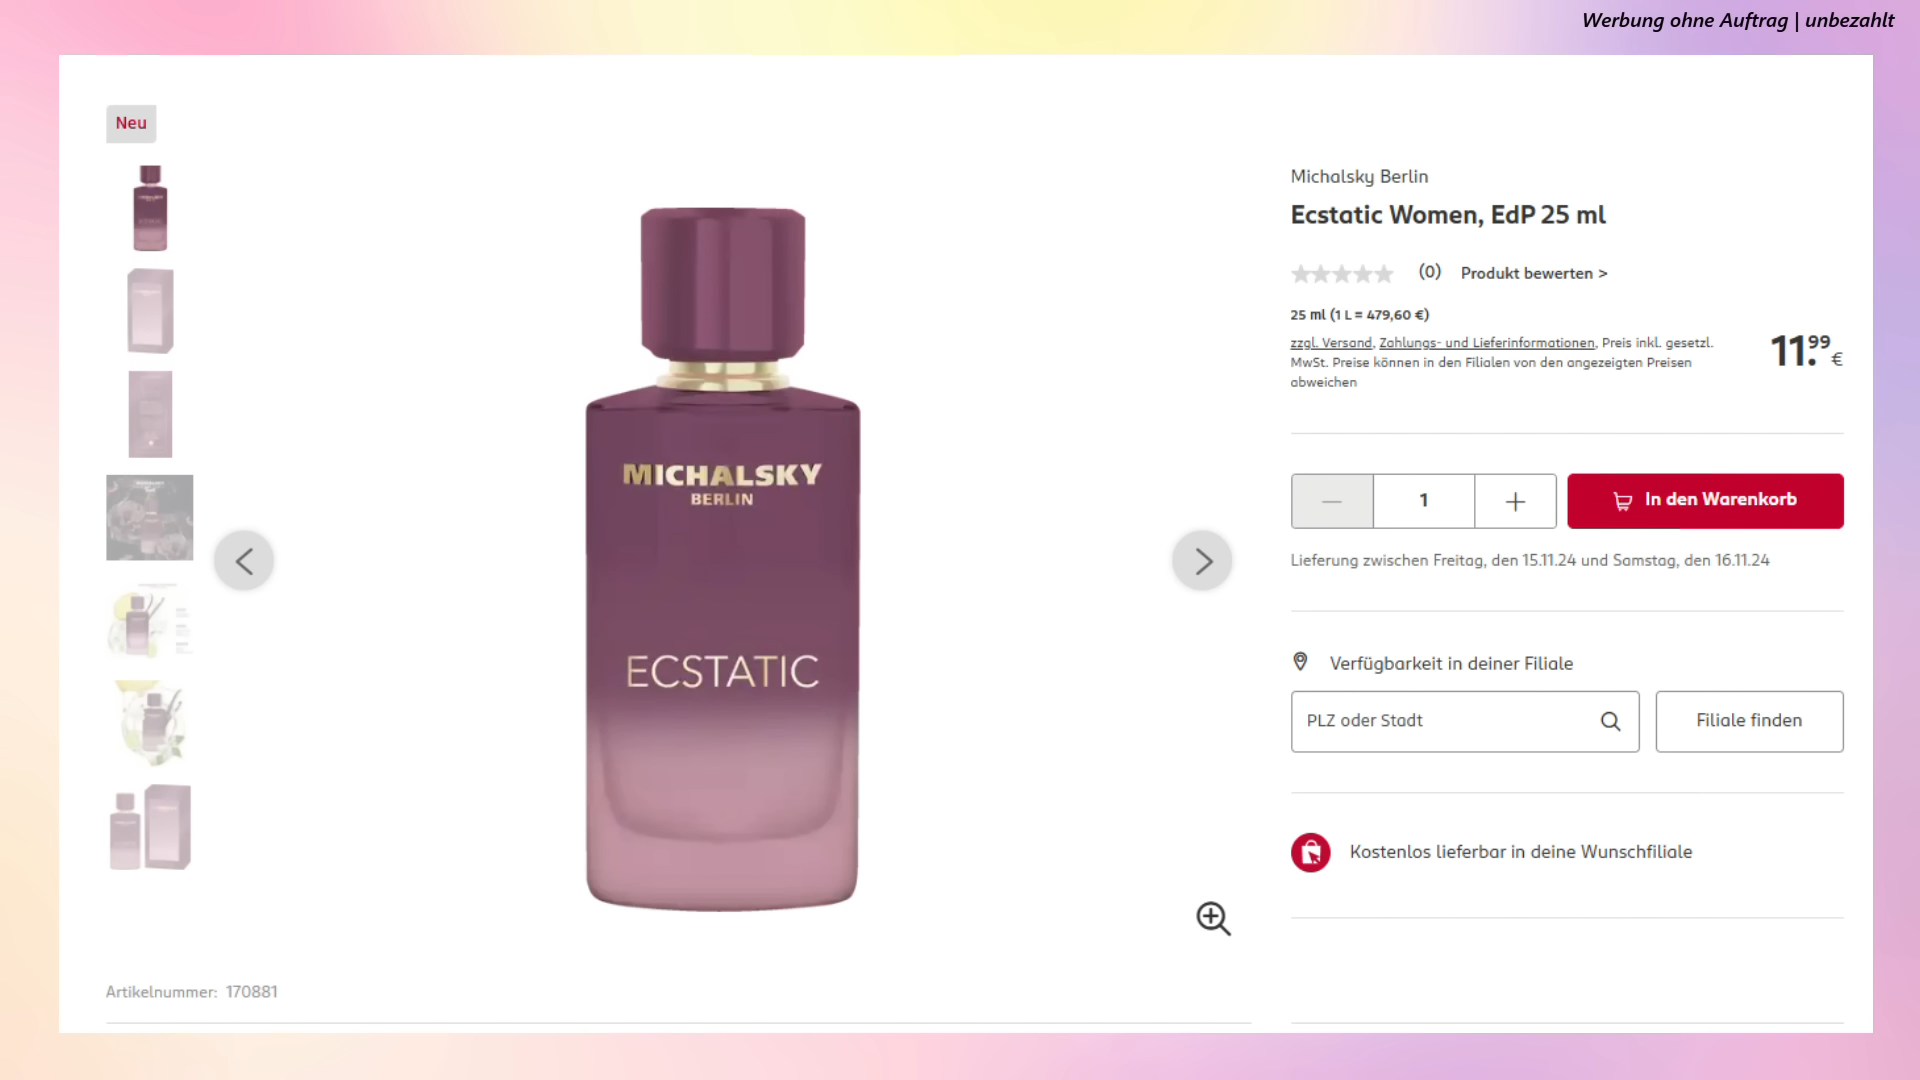 Werbung ohne Auftrag | unbezahlt
Neu
Michalsky Berlin
Ecstatic Women, EdP 25 ml
(0) Produkt bewerten >
25 ml (1 L = 479,60 €)
zzgl. Versand, Zahlungs- und Lieferinformationen, Preis inkl. gesetzl.
MwSt. Preise können in den Filialen von den angezeigten Preisen
abweichen
11.99 €
MICHALSKY
BERLIN
ECSTATIC
1
In den Warenkorb
Lieferung zwischen Freitag, den 15.11.24 und Samstag, den 16.11.24
Verfügbarkeit in deiner Filiale
PLZ oder Stadt
Filiale finden
Kostenlos lieferbar in deine Wunschfiliale
Artikelnummer: 170881